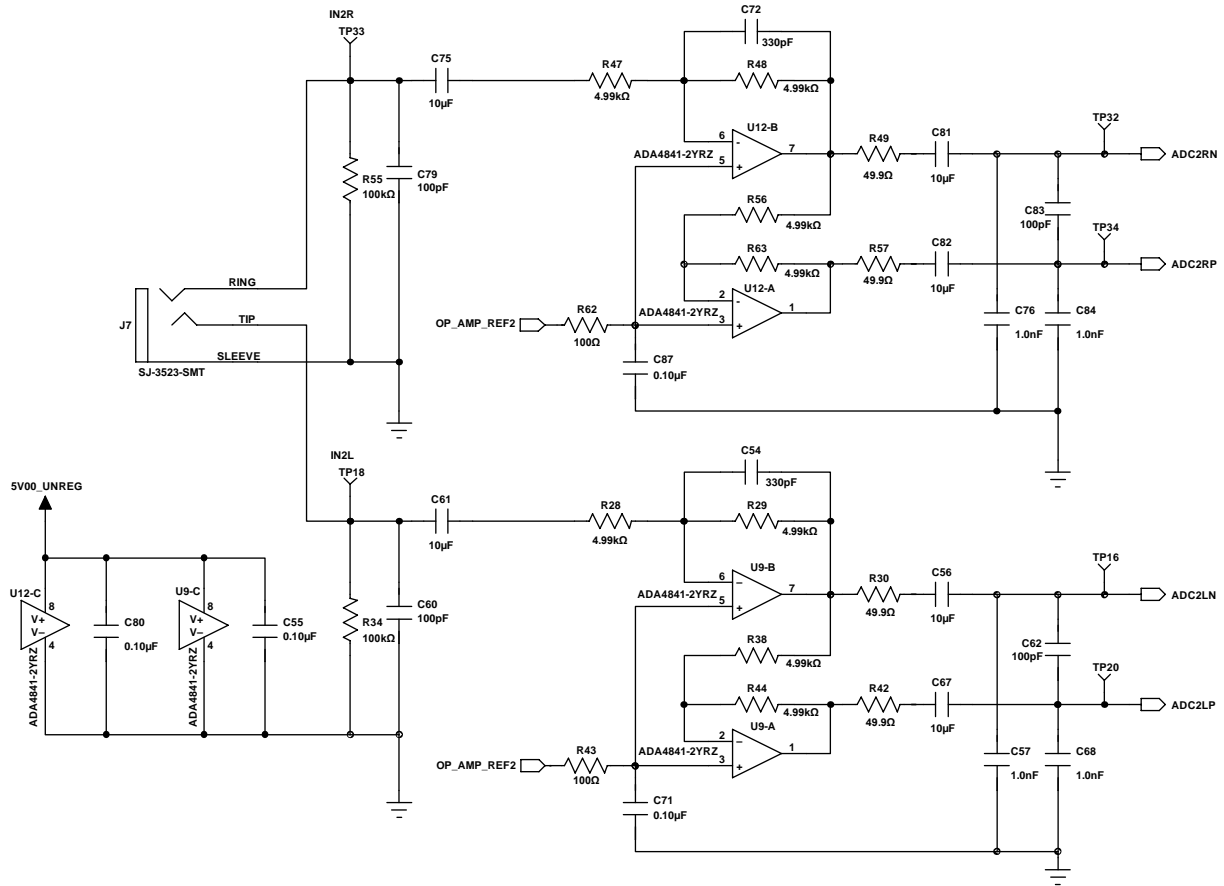 IN2R
TP33
C75
10µF
R47
4.99kΩ
C72
330pF
R48
4.99kΩ
U12-B
ADA4841-2YRZ
6
5
-
+
7
R49
49.9Ω
C81
10µF
TP32
ADC2RN
R55
100kΩ
C79
100pF
R56
4.99kΩ
C83
100pF
R63
4.99kΩ
R57
49.9Ω
C82
10µF
TP34
ADC2RP
U12-A
ADA4841-2YRZ
2
3
-
+
1
RING
TIP
SLEEVE
J7
SJ-3523-SMT
OP_AMP_REF2
R62
100Ω
C87
0.10µF
C76
1.0nF
C84
1.0nF
IN2L
TP18
C61
10µF
R28
4.99kΩ
C54
330pF
R29
4.99kΩ
U9-B
ADA4841-2YRZ
6
5
–
+
7
R30
49.9Ω
C56
10µF
TP16
ADC2LN
5V00_UNREG
U12-C
8
V+
V–
4
ADA4841-2YRZ
C80
0.10µF
U9-C
8
V+
V–
4
ADA4841-2YRZ
C55
0.10µF
R34
100kΩ
C60
100pF
R38
4.99kΩ
C62
100pF
R44
4.99kΩ
R42
49.9Ω
C67
10µF
TP20
ADC2LP
U9-A
ADA4841-2YRZ
2
3
–
+
1
OP_AMP_REF2
R43
100Ω
C71
0.10µF
C57
1.0nF
C68
1.0nF